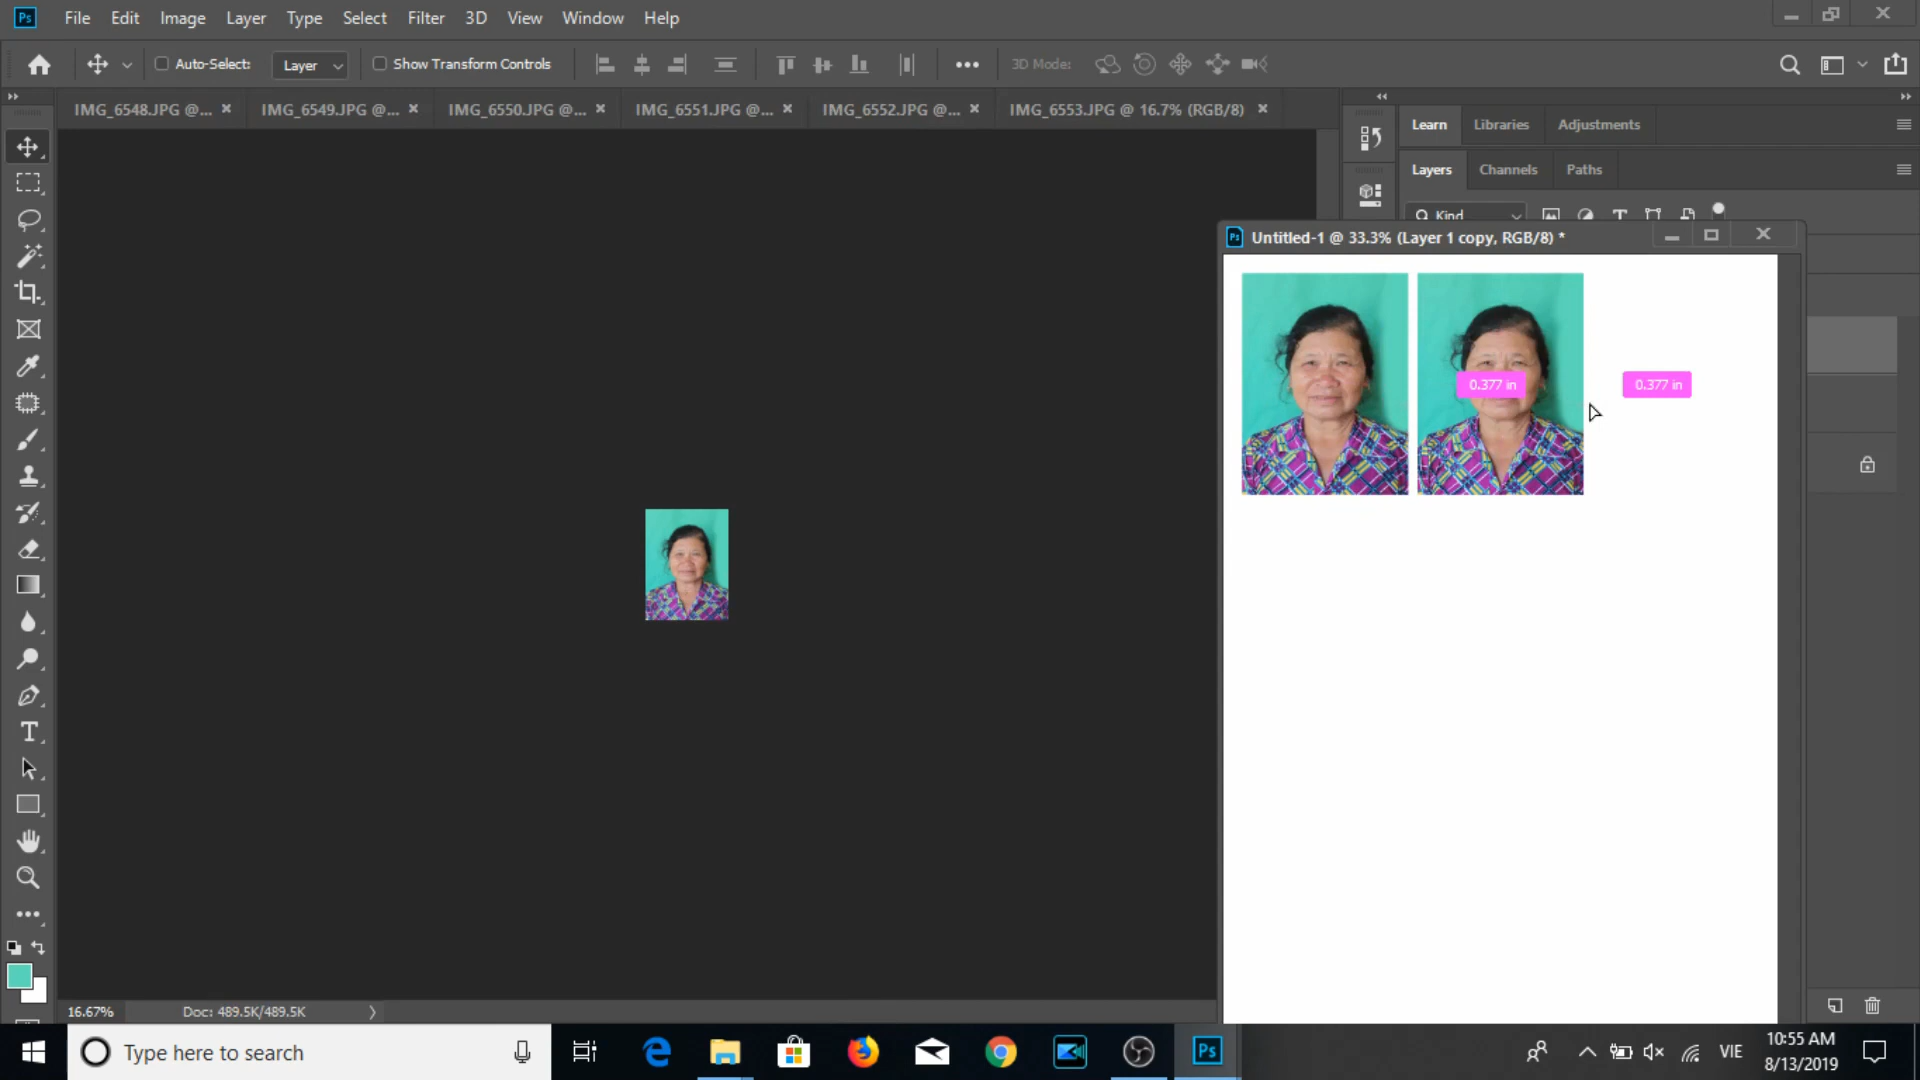 Ps File Edit Image Layer Type Select Filter 3D View Window Help
Auto-Select: Layer Show Transform Controls 3D Mode:
IMG_6548.JPG @... IMG_6549.JPG @... IMG_6550.JPG @... IMG_6551.JPG @... IMG_6552.JPG @... IMG_6553.JPG @ 16.7% (RGB/8)
Learn Libraries Adjustments
Layers Channels Paths
Kind
Ps Untitled-1 @ 33.3% (Layer 1 copy, RGB/8) *
0.377 in 0.377 in
16.67% Doc: 489.5K/489.5K
Type here to search
Ps
VIE
10:55 AM
8/13/2019